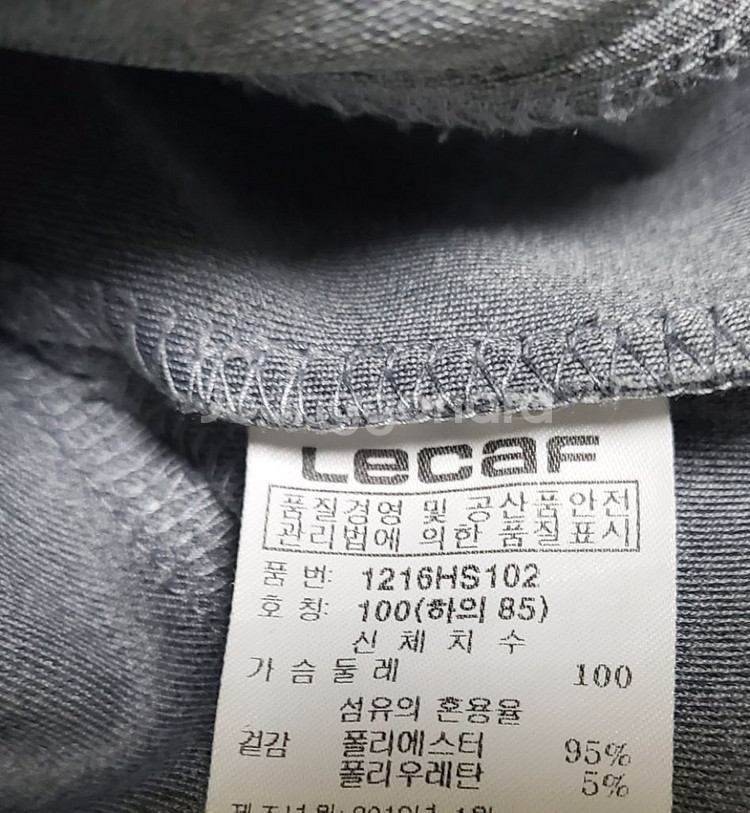 Lecaf
품질경영 및 공산품안전
관리법에 의한 품질표시
품 번: 1216HS102
호 칭: 100(하의 85)
신 체 치 수
가 슴 둘 레 100
섬유의 혼용율
겉감 폴리에스터 95%
폴리우레탄 5%